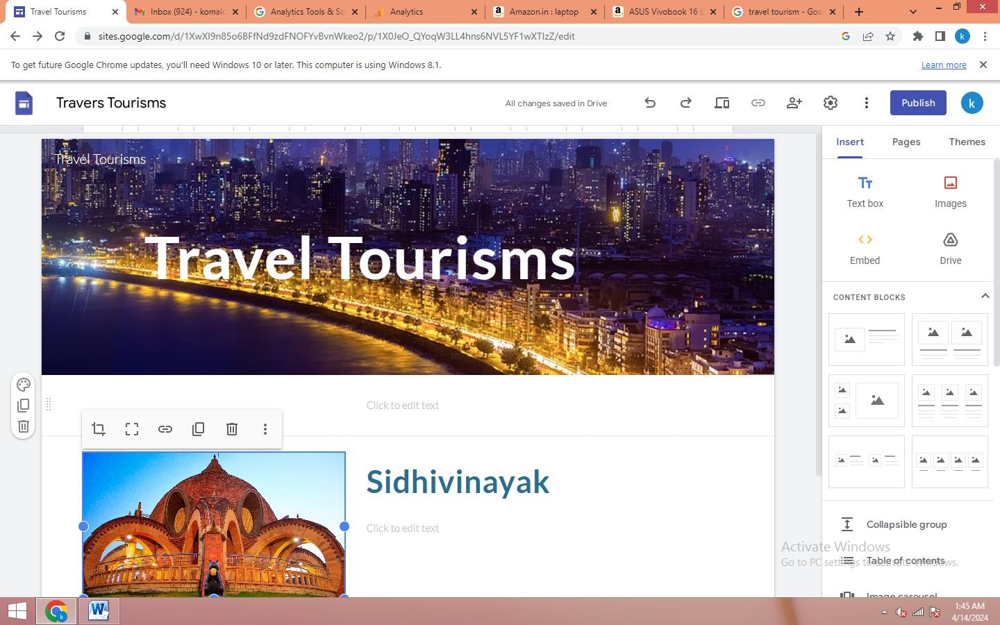 Travel Tourisms
Inbox (924) - komalc
Analytics Tools & So
Analytics
Amazon.in : laptop
ASUS Vivobook 16 (2
travel tourism - Goo
sites.google.com/d/1XwXI9n85o6BFfNd9zdFNOFYvBvnWkeo2/p/1X0JeO_QYoqW3LL4hns6NVL5YF1wXTIzZ/edit
k
To get future Google Chrome updates, you'll need Windows 10 or later. This computer is using Windows 8.1.
Learn more
Travers Tourisms
All changes saved in Drive
Publish
k
Insert
Pages
Themes
Travel Tourisms
Travel Tourisms
Text box
Images
Embed
Drive
CONTENT BLOCKS
Click to edit text
Sidhivinayak
Click to edit text
Collapsible group
Activate Windows
Go to PC settings to activate Windows.
Table of contents
Image carousel
1:45 AM
4/14/2024